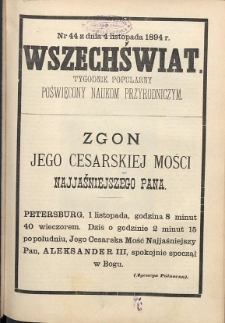 Nr 44 z dnia 4 listopada 1894 r.
WSZECHŚWIAT.
TYGODNIK POPULARNY
POŚWIĘCONY NAUKOM PRZYRODNICZYM.
ZGON
JEGO CESARSKIEJ MOŚCI
NAJJAŚNIEJSZEGO PANA.
PETERSBURG, 1 listopada, godzina 8 minut
40 wieczorem. Dziś o godzinie 2 minut 15
po południu, Jego Cesarska Mość Najjaśniejszy
Pan, ALEKSANDER III, spokojnie spoczął
w Bogu.
(Agencya Północna).